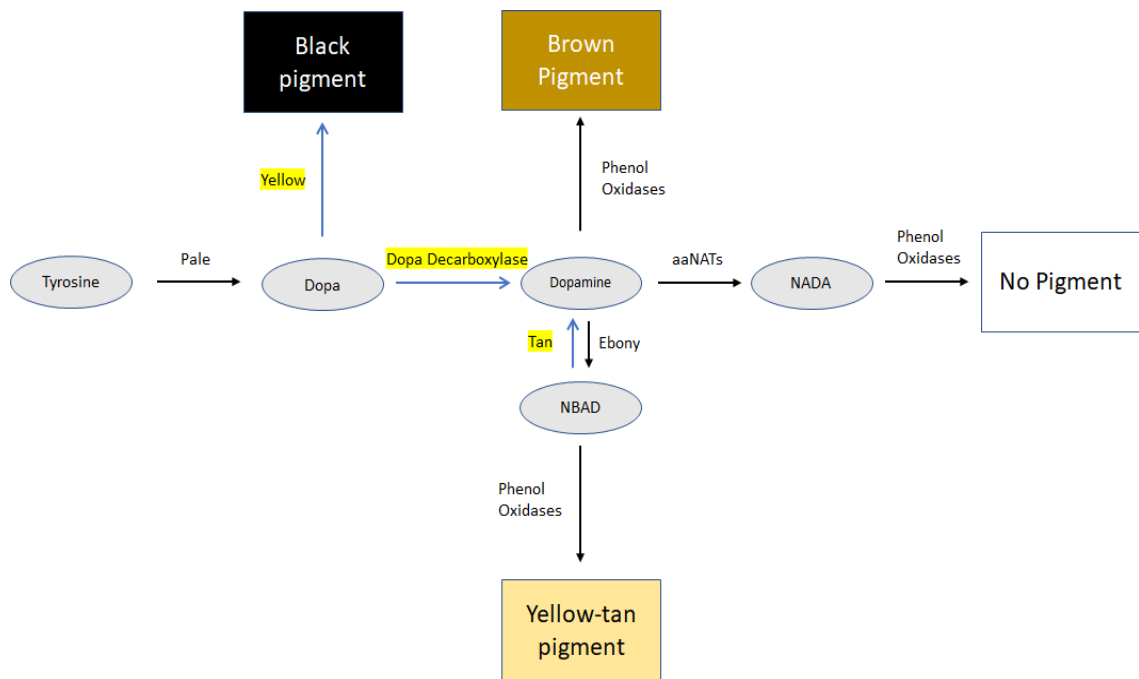 Black
pigment
Brown
Pigment
Yellow
Phenol
Oxidases
Tyrosine
Pale
Dopa
Dopa Decarboxylase
Dopamine
aaNATs
NADA
Phenol
Oxidases
No Pigment
Tan
Ebony
NBAD
Phenol
Oxidases
Yellow-tan
pigment